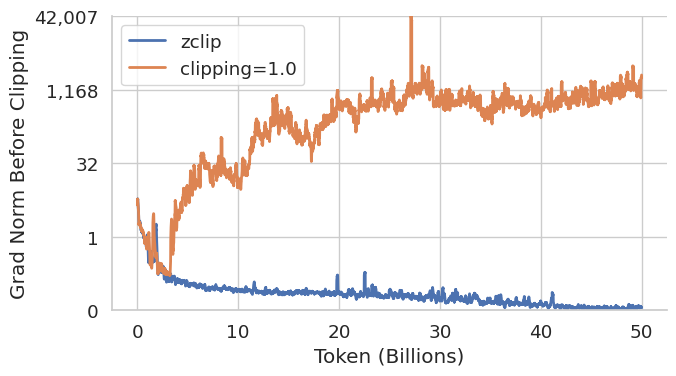 42,007
1,168
32
1
0
Grad Norm Before Clipping
zclip
clipping=1.0
0
10
20
30
40
50
Token (Billions)